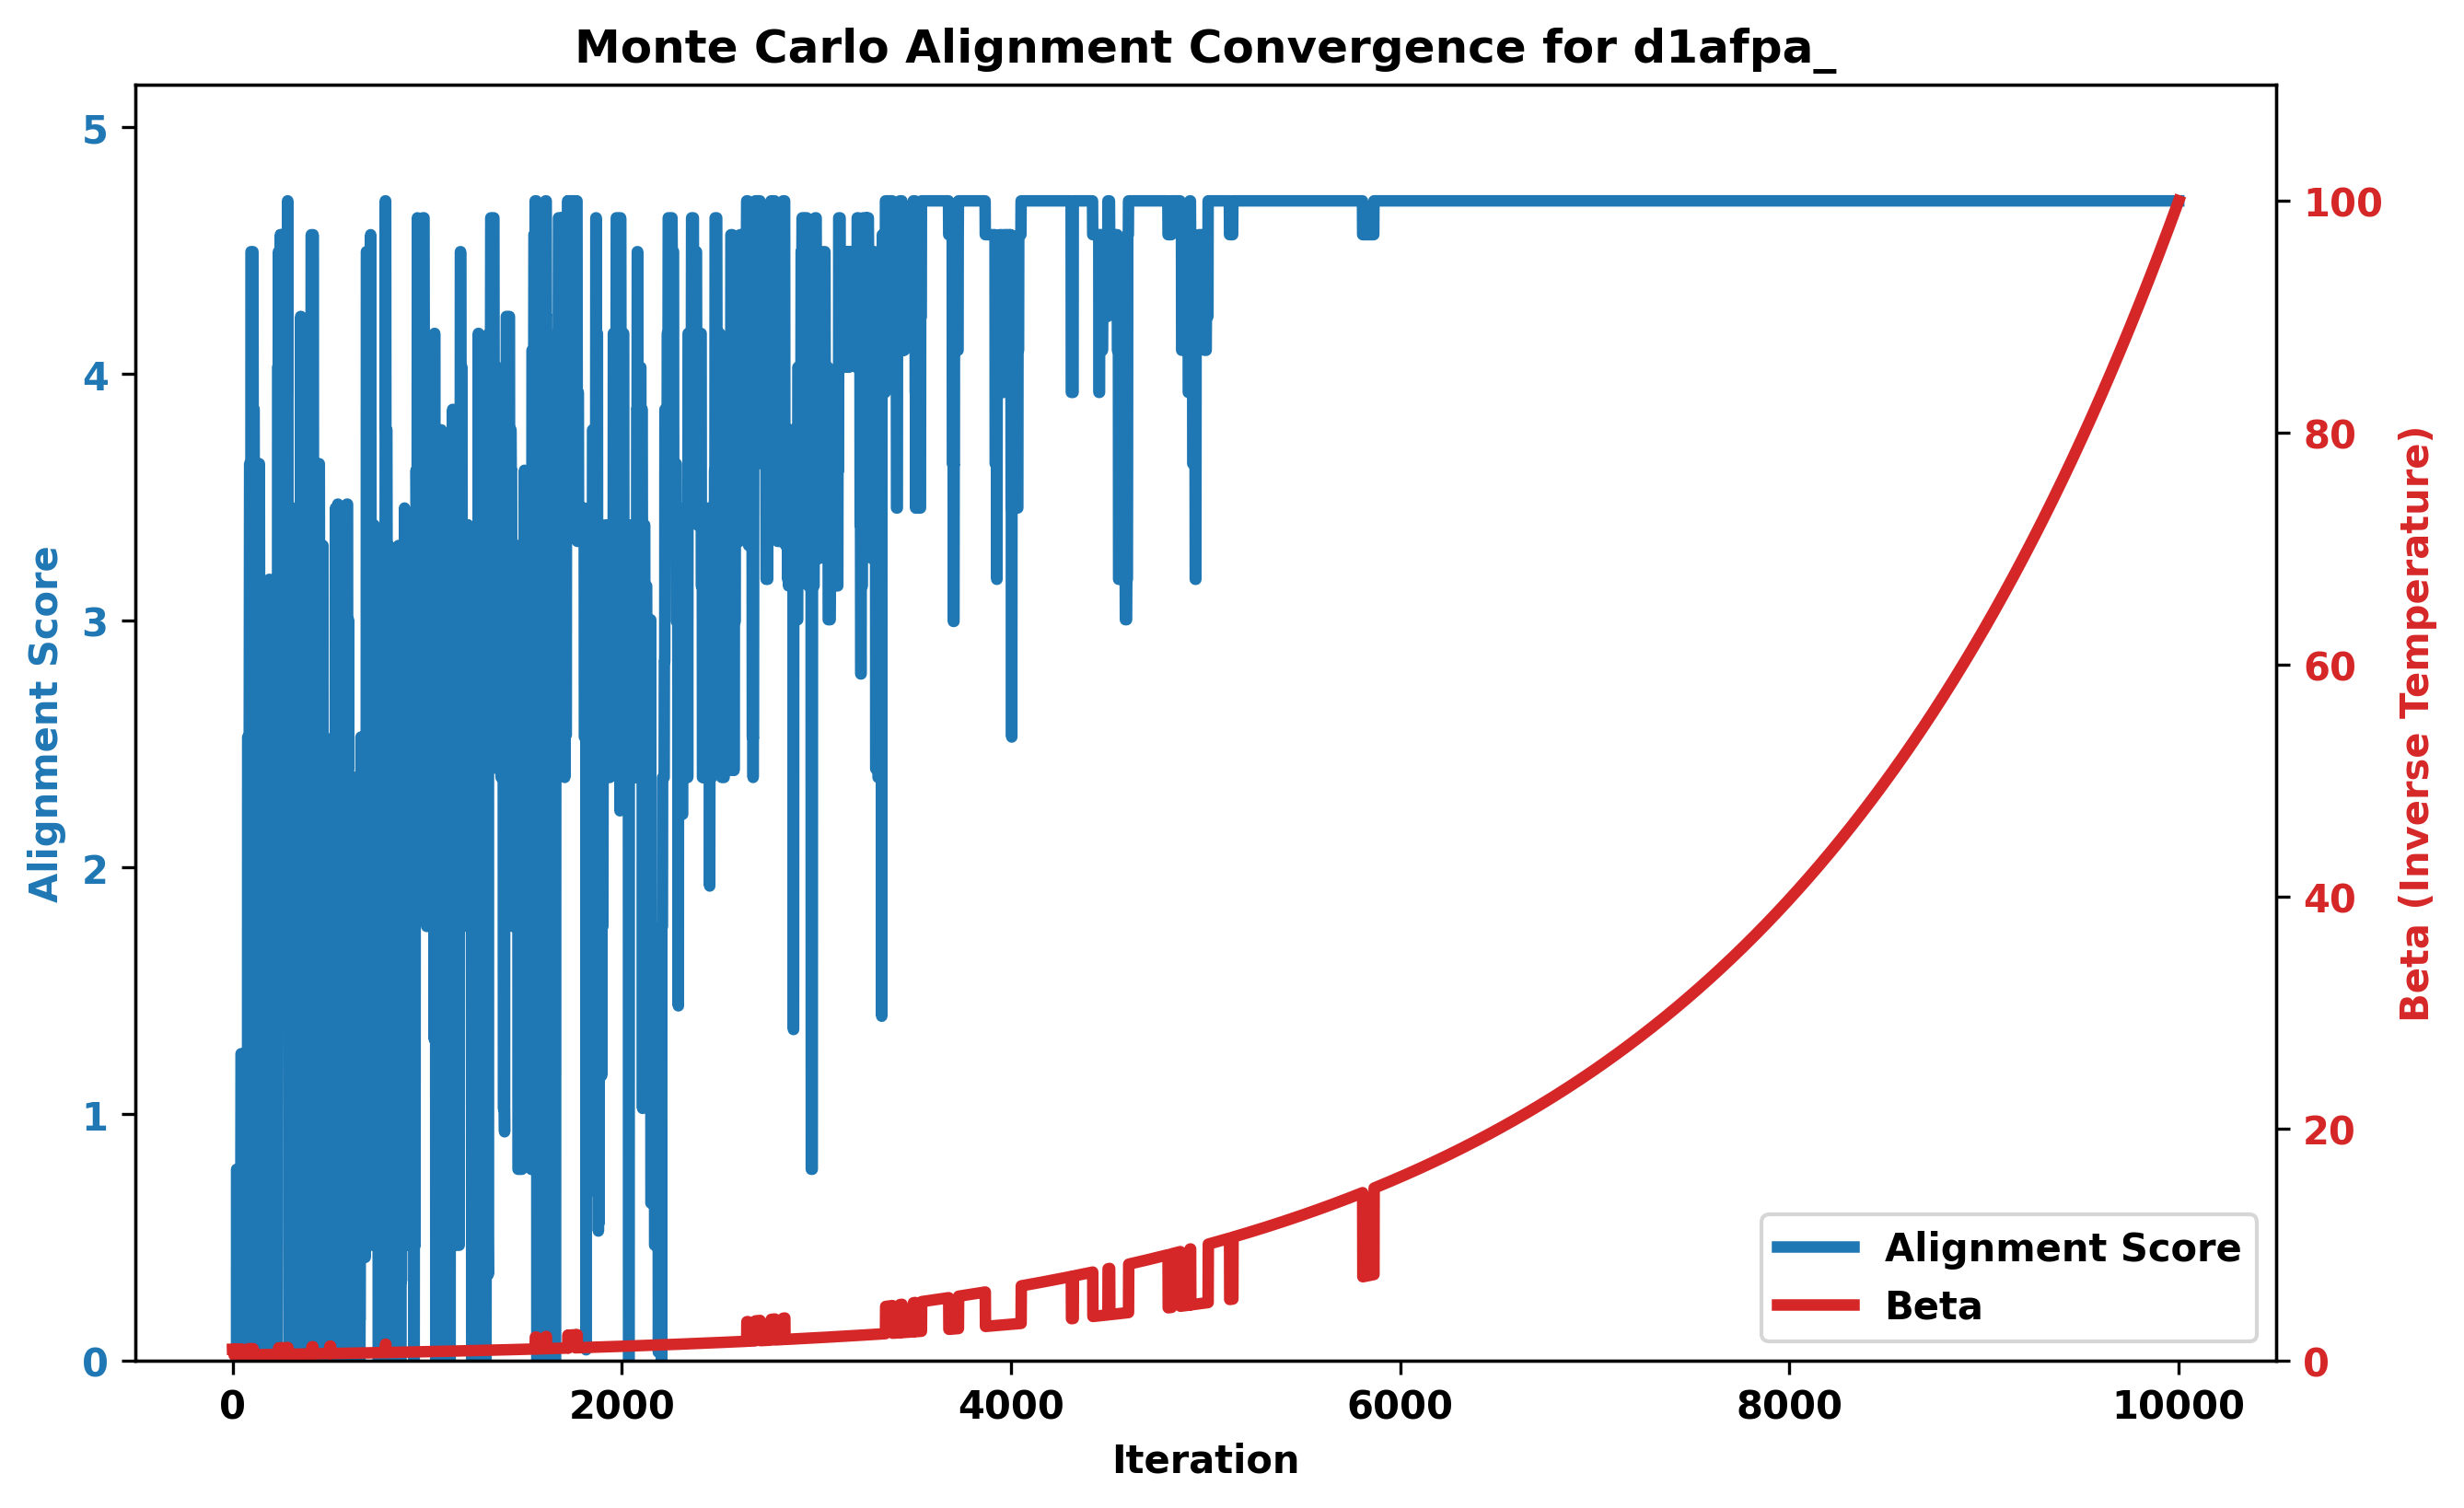 Monte Carlo Alignment Convergence for d1afpa_
5
4
3
2
1
0
Alignment Score
100
80
60
40
20
0
Beta (Inverse Temperature)
Alignment Score
Beta
0 2000 4000 6000 8000 10000
Iteration